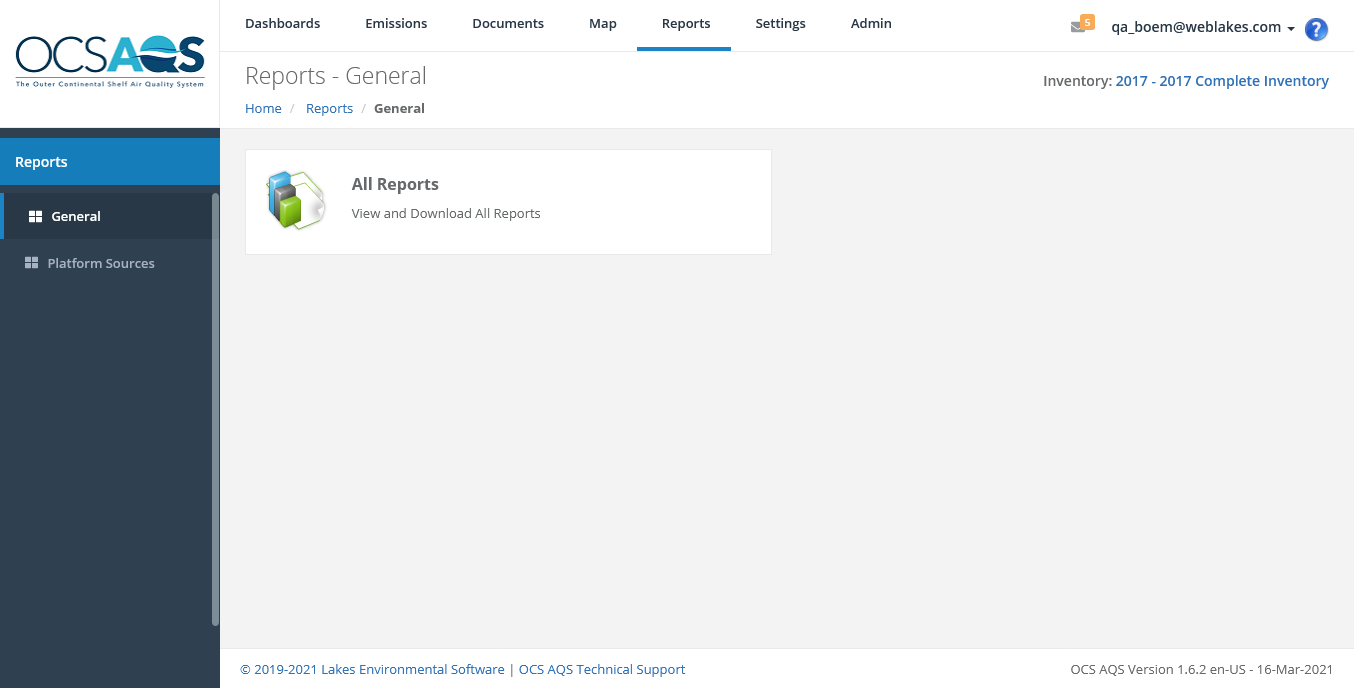 OCSAQS
The Outer Continental Shelf Air Quality System
Dashboards Emissions Documents Map Reports Settings Admin
5
qa_boem@weblakes.com
?
Reports - General
Inventory: 2017 - 2017 Complete Inventory
Home / Reports / General
Reports
General
Platform Sources
All Reports
View and Download All Reports
© 2019-2021 Lakes Environmental Software | OCS AQS Technical Support
OCS AQS Version 1.6.2 en-US - 16-Mar-2021